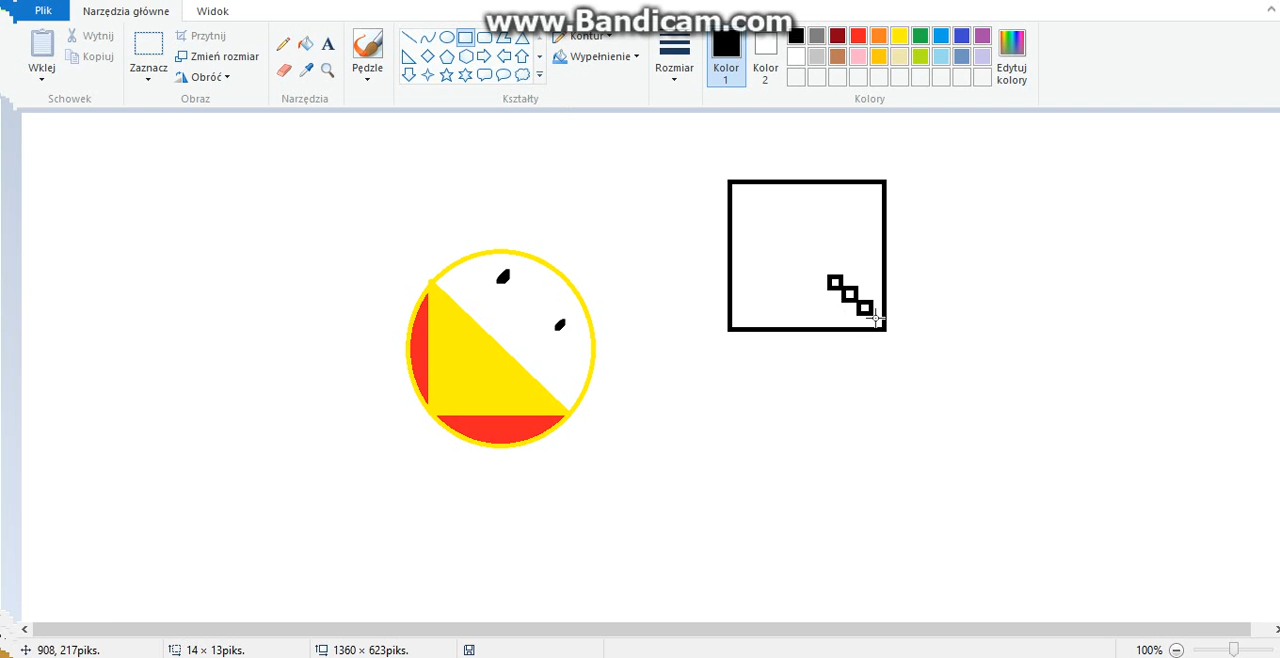 www.Bandicam.com
Plik Narzędzia główne Widok
Wklej
Wytnij
Kopiuj
Schowek
Zaznacz
Przytnij
Zmień rozmiar
Obróć
Obraz
A
Narzędzia
Pędzle
Kontur
Wypełnienie
Kształty
Rozmiar
Kolor
1
Kolor
2
Edytuj
kolory
Kolory
908, 217piks. 14 × 13piks. 1360 × 623piks. 100%